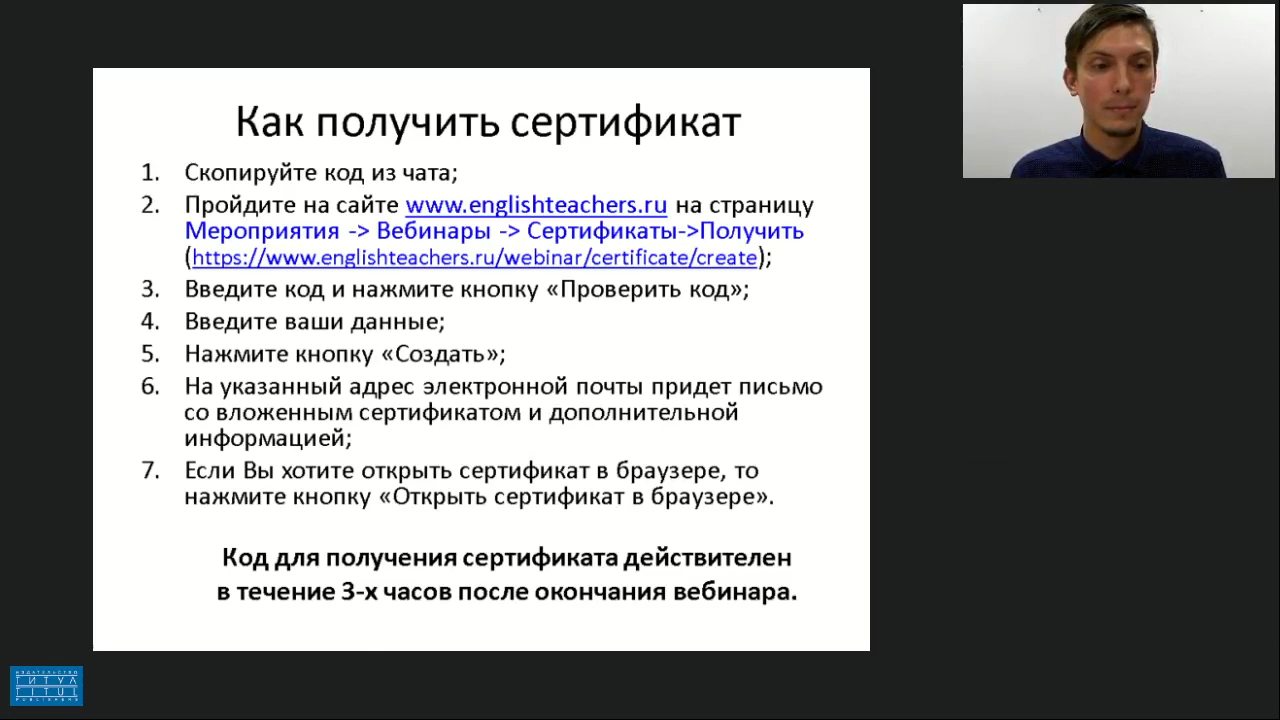 Как получить сертификат
1. Скопируйте код из чата;
2. Пройдите на сайте www.englishteachers.ru на страницу
Мероприятия -> Вебинары -> Сертификаты->Получить
(https://www.englishteachers.ru/webinar/certificate/create);
3. Введите код и нажмите кнопку «Проверить код»;
4. Введите ваши данные;
5. Нажмите кнопку «Создать»;
6. На указанный адрес электронной почты придет письмо
со вложенным сертификатом и дополнительной
информацией;
7. Если Вы хотите открыть сертификат в браузере, то
нажмите кнопку «Открыть сертификат в браузере».
Код для получения сертификата действителен
в течение 3-х часов после окончания вебинара.
ИЗДАТЕЛЬСТВО
ТИТУЛ
TITUL
PUBLISHERS